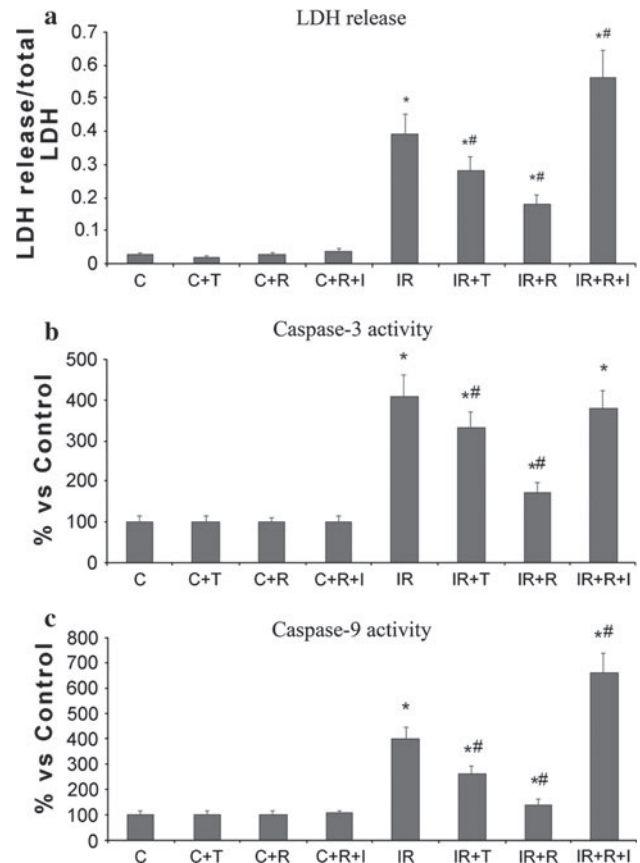 a
LDH release
LDH release/total
LDH
0.7
0.6
0.5
0.4
0.3
0.2
0.1
0
*
*#
*#
*#
C C+T C+R C+R+I IR IR+T IR+R IR+R+I
b
Caspase-3 activity
% vs Control
500
400
300
200
100
0
*
*#
*#
*
C C+T C+R C+R+I IR IR+T IR+R IR+R+I
c
Caspase-9 activity
% vs Control
800
700
600
500
400
300
200
100
0
*
*#
*#
*#
C C+T C+R C+R+I IR IR+T IR+R IR+R+I